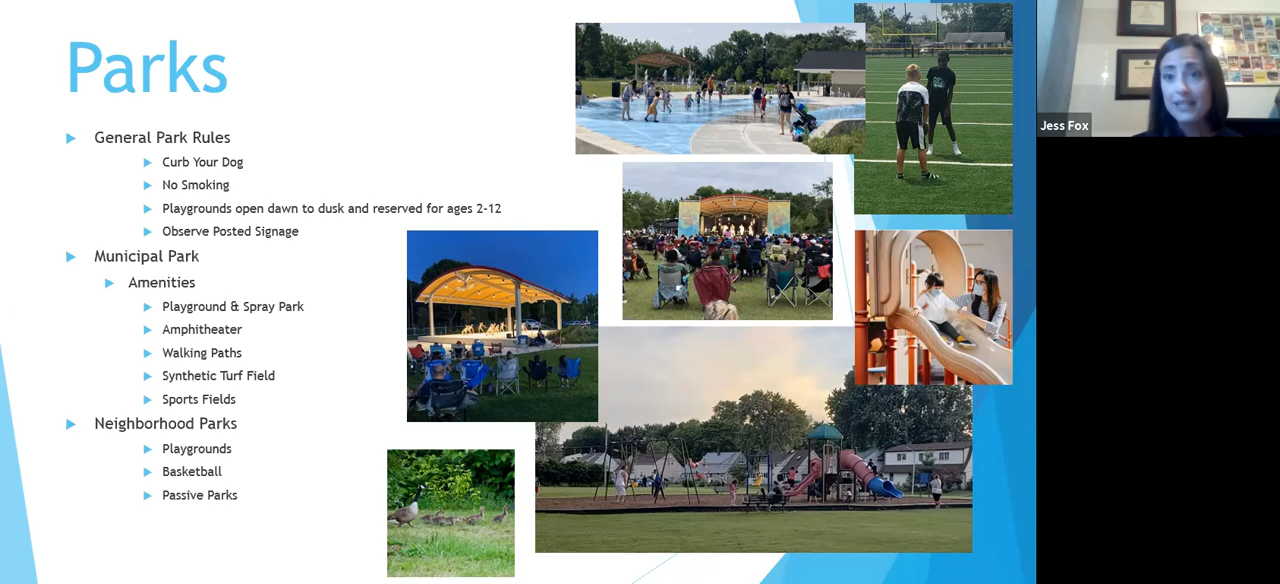 Parks
General Park Rules
Curb Your Dog
No Smoking
Playgrounds open dawn to dusk and reserved for ages 2-12
Observe Posted Signage
Municipal Park
Amenities
Playground & Spray Park
Amphitheater
Walking Paths
Synthetic Turf Field
Sports Fields
Neighborhood Parks
Playgrounds
Basketball
Passive Parks
Jess Fox